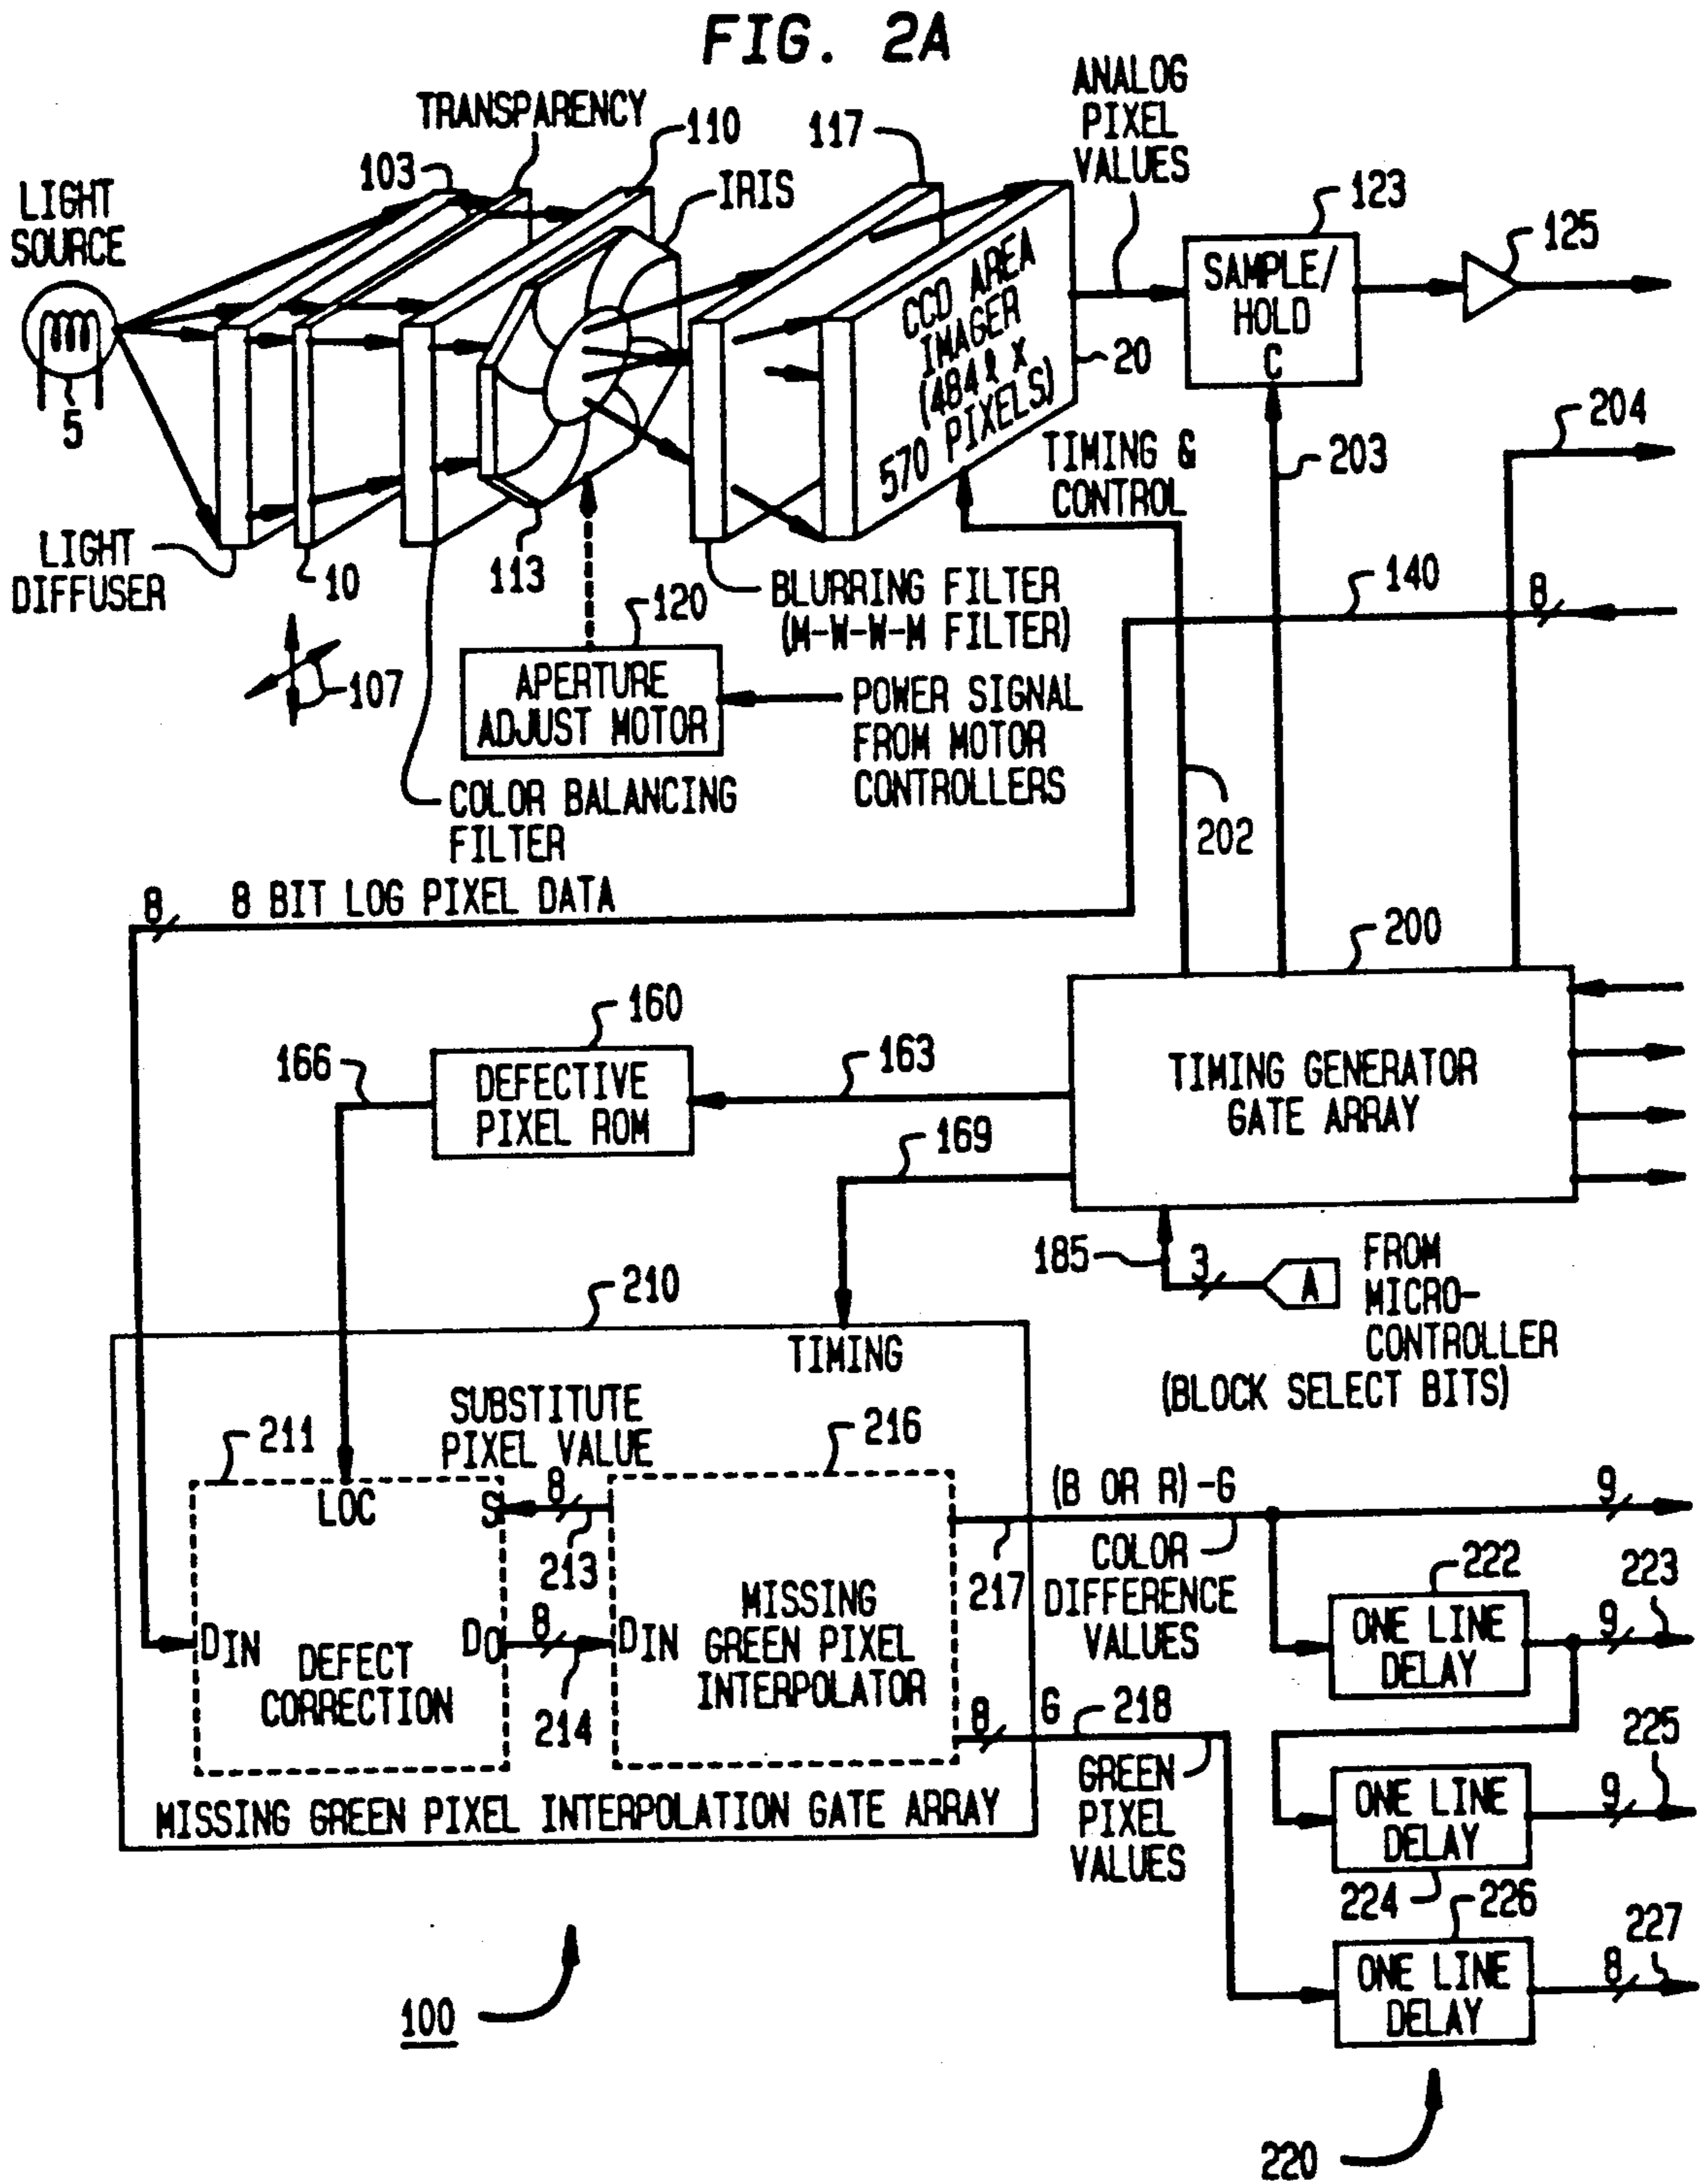 FIG. 2A
TRANSPARENCY
103
110
117
IRIS
ANALOG
PIXEL
VALUES
LIGHT
SOURCE
5
123
SAMPLE/
HOLD
C
125
CCD AREA
IMAGER
(484 ℓ X
570 PIXELS)
20
TIMING &
CONTROL
203
204
LIGHT
DIFFUSER
10
113
120
BLURRING FILTER
(M-W-W-M FILTER)
140
8
107
APERTURE
ADJUST MOTOR
POWER SIGNAL
FROM MOTOR
CONTROLLERS
COLOR BALANCING
FILTER
202
8
8 BIT LOG PIXEL DATA
200
160
166
DEFECTIVE
PIXEL ROM
163
TIMING GENERATOR
GATE ARRAY
169
185
3
A
FROM
MICRO-
CONTROLLER
(BLOCK SELECT BITS)
210
TIMING
SUBSTITUTE
PIXEL VALUE
211
216
LOC
S
8
213
(B OR R)-G
9
217
COLOR
DIFFERENCE
VALUES
222
223
ONE LINE
DELAY
9
DIN
DEFECT
CORRECTION
DO
8
214
DIN
MISSING
GREEN PIXEL
INTERPOLATOR
8
G
218
GREEN
PIXEL
VALUES
225
ONE LINE
DELAY
9
224
MISSING GREEN PIXEL INTERPOLATION GATE ARRAY
226
227
ONE LINE
DELAY
8
100
220